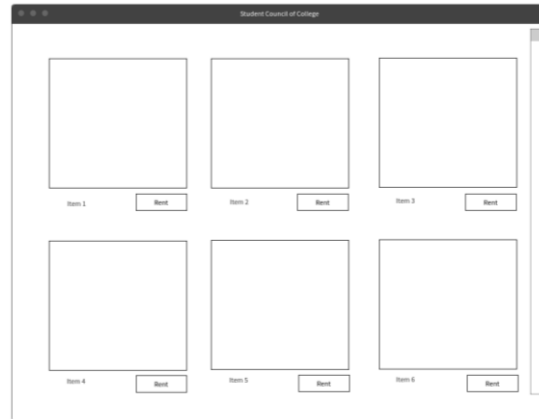 Student Council of College
Item 1 Rent Item 2 Rent Item 3 Rent
Item 4 Rent Item 5 Rent Item 6 Rent